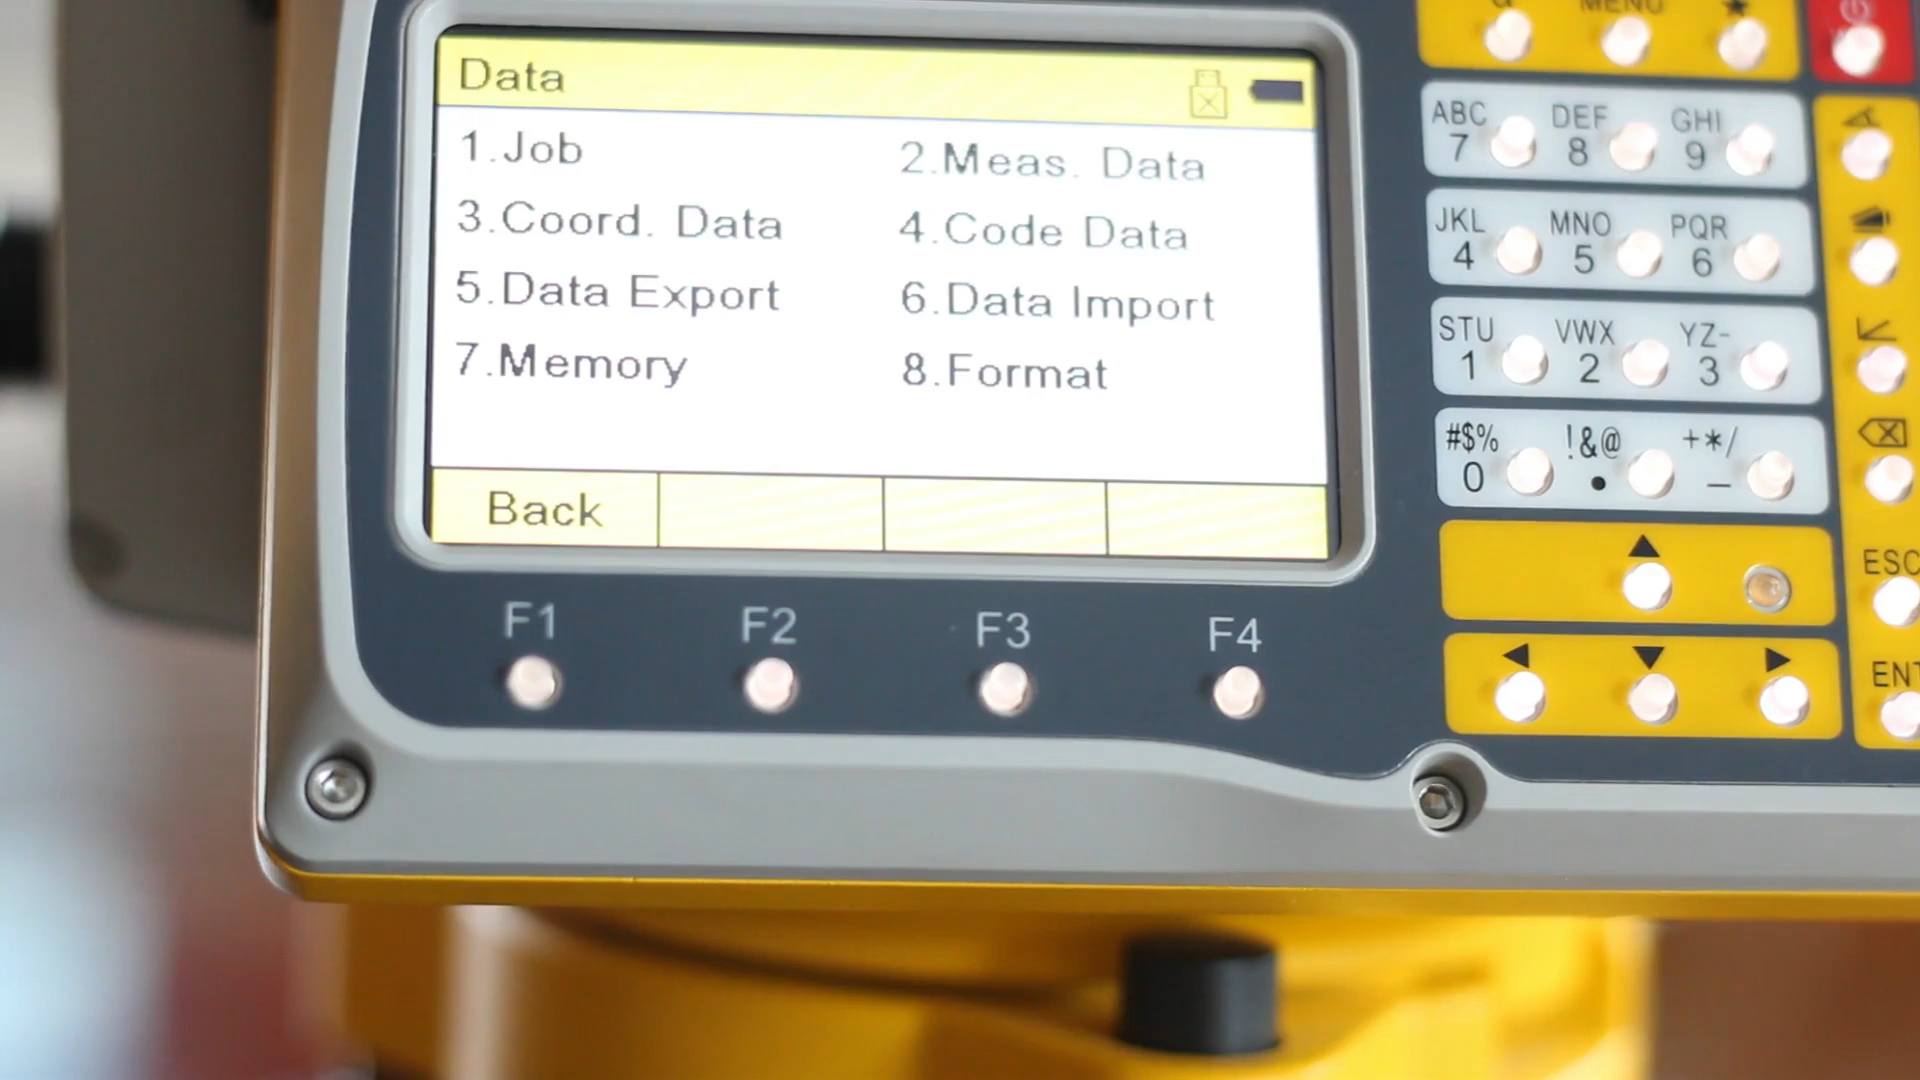 Data
1.Job 2.Meas. Data
3.Coord. Data 4.Code Data
5.Data Export 6.Data Import
7.Memory 8.Format
Back
F1 F2 F3 F4
MENU
ABC DEF GHI
7 8 9
JKL MNO PQR
4 5 6
STU VWX YZ-
1 2 3
#$% !&@ +*/
0 • –
ESC
ENT